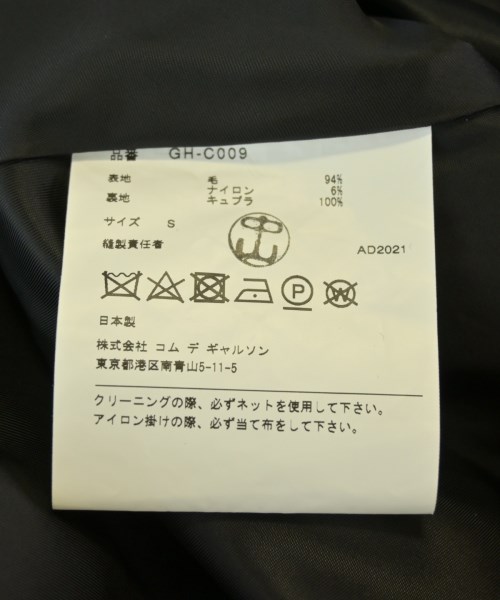 品番 GH-C009
表地 毛 94%
ナイロン 6%
裏地 キュプラ 100%
サイズ S
縫製責任者
AD2021
P W
日本製
株式会社 コム デ ギャルソン
東京都港区南青山5-11-5
クリーニングの際、必ずネットを使用して下さい。
アイロン掛けの際、必ず当て布をして下さい。